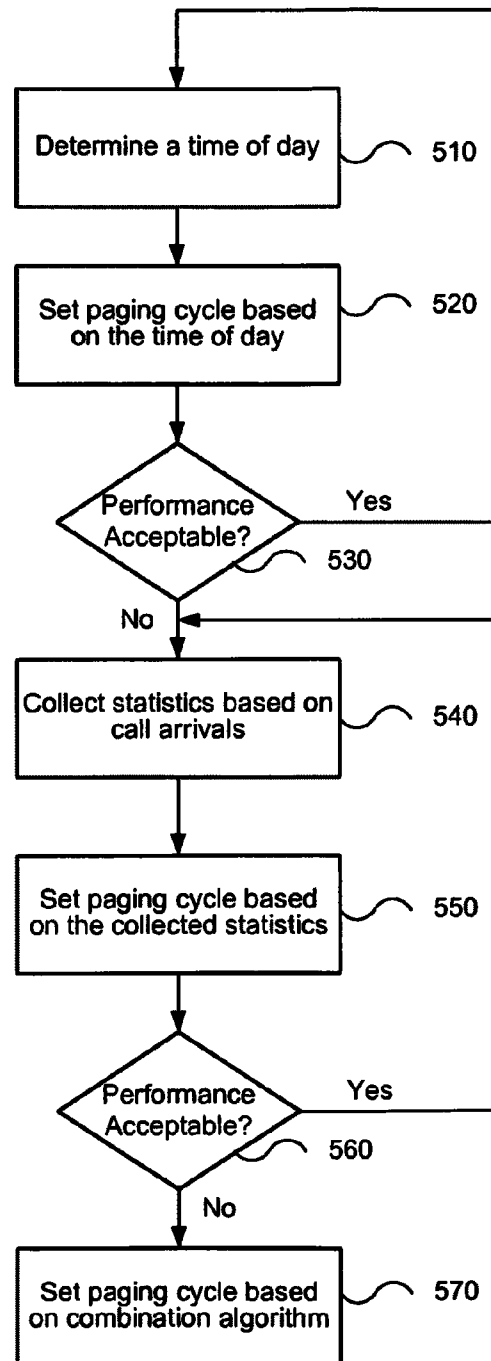 Determine a time of day
510
Set paging cycle based
on the time of day
520
Performance
Acceptable?
Yes
530
No
Collect statistics based on
call arrivals
540
Set paging cycle based
on the collected statistics
550
Performance
Acceptable?
Yes
560
No
Set paging cycle based
on combination algorithm
570